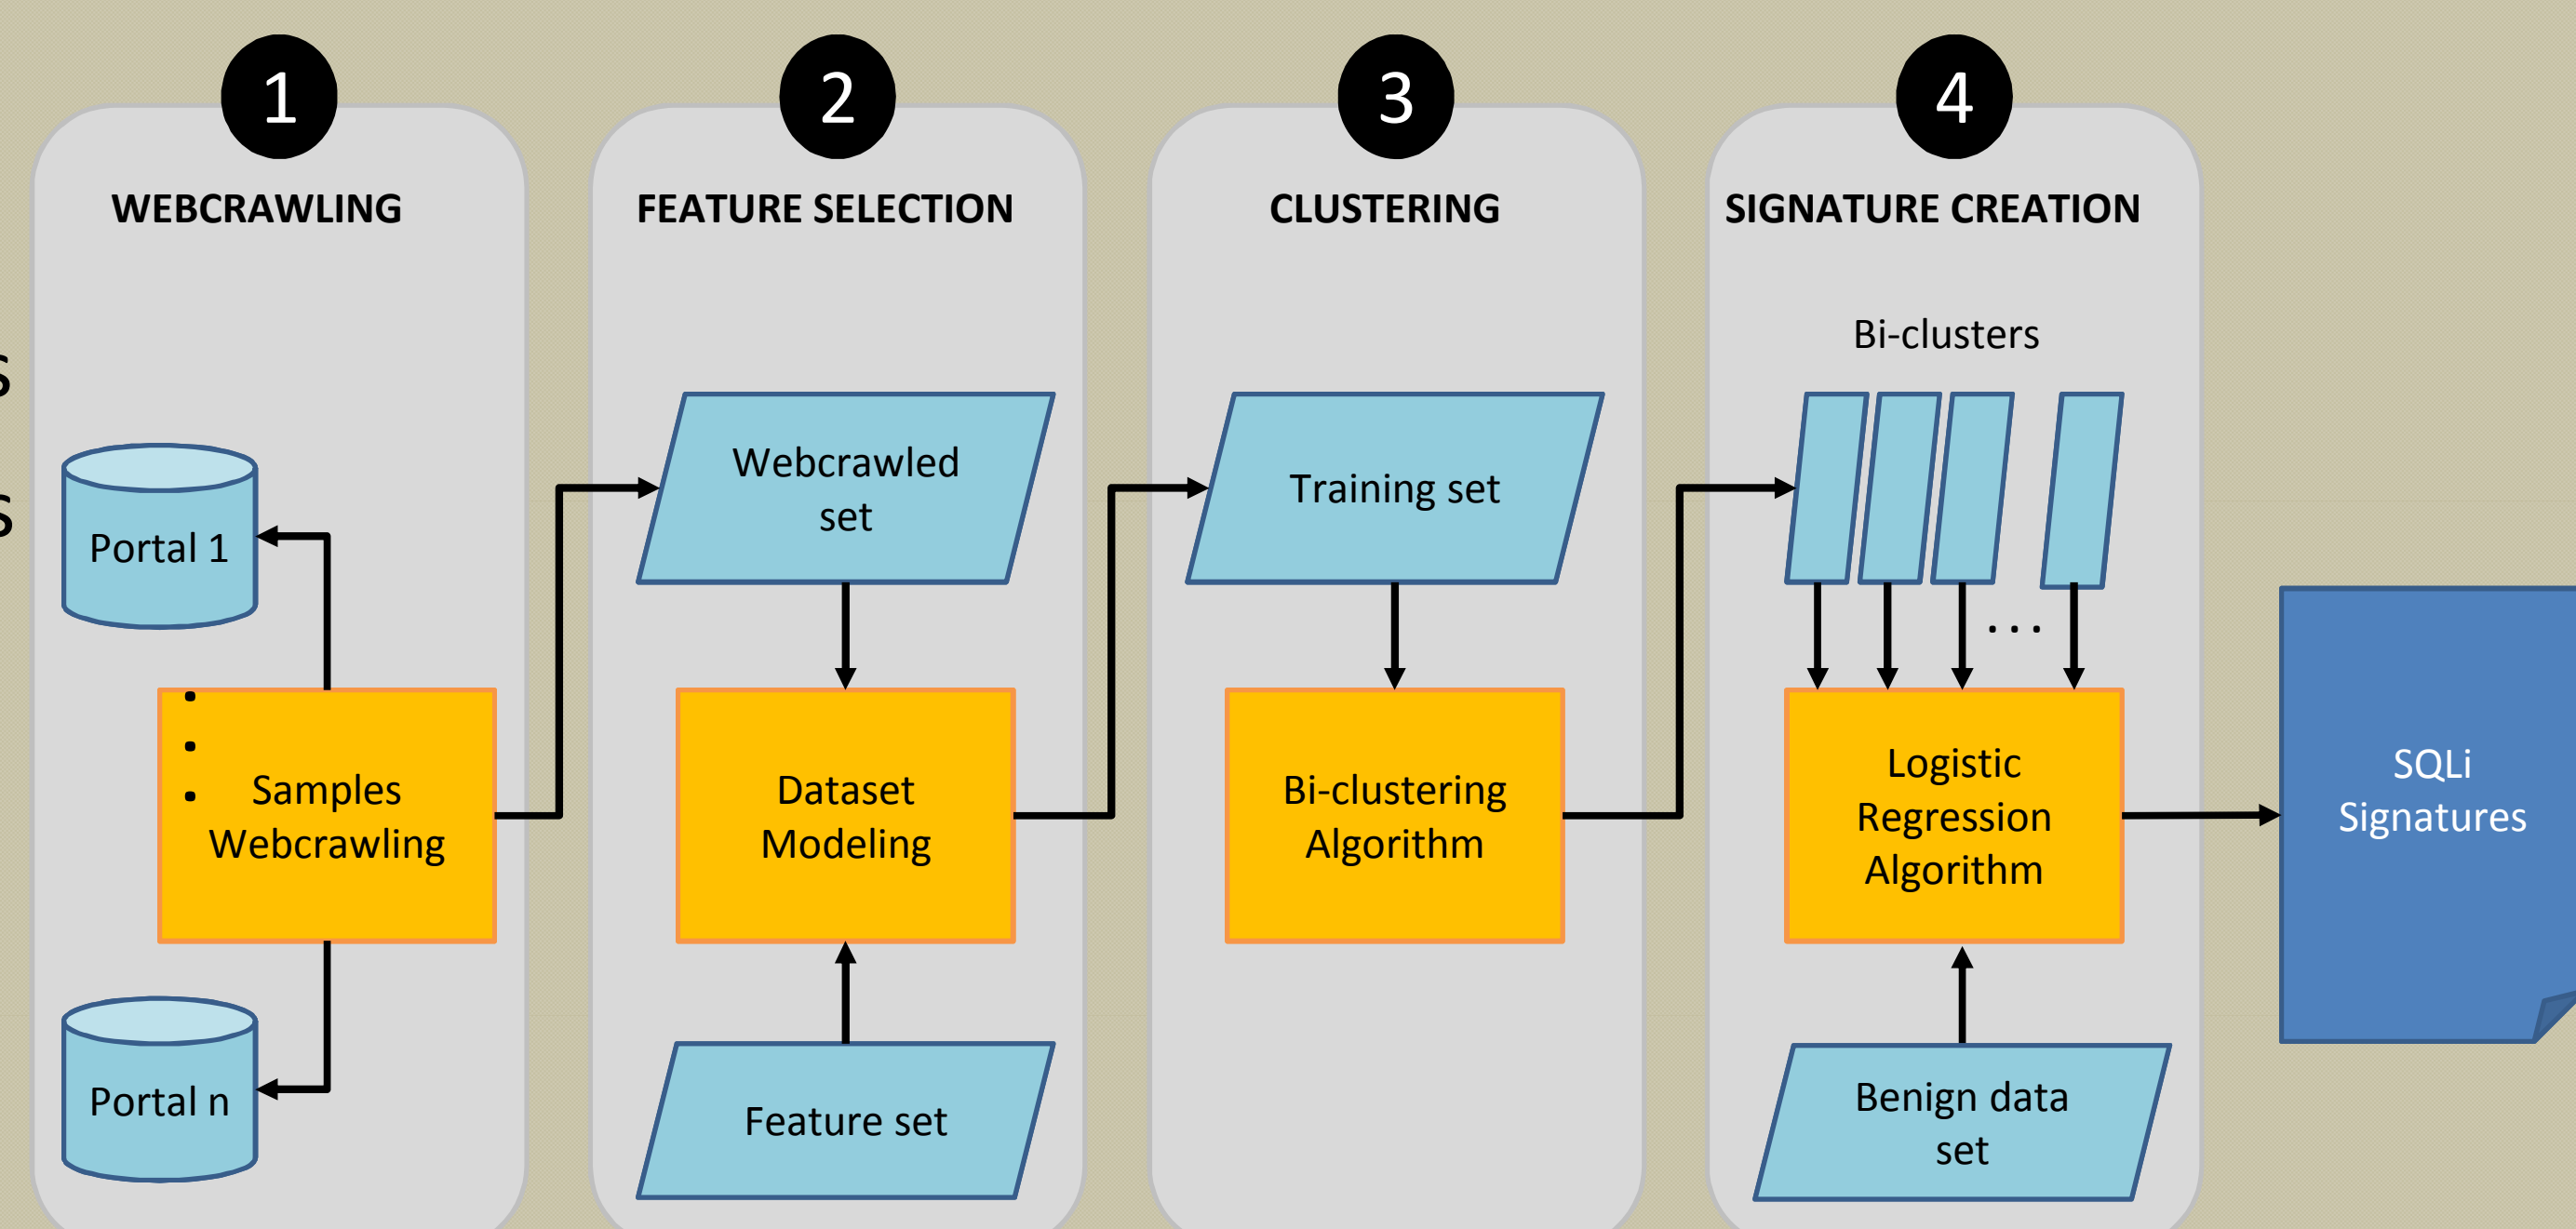 1
WEBCRAWLING
Portal 1
Samples
Webcrawling
Portal n
2
FEATURE SELECTION
Webcrawled
set
Dataset
Modeling
Feature set
3
CLUSTERING
Training set
Bi-clustering
Algorithm
4
SIGNATURE CREATION
Bi-clusters
...
Logistic
Regression
Algorithm
Benign data
set
SQLi
Signatures